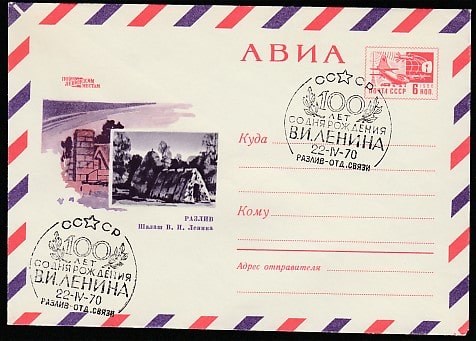 АВИА
ПО ЛЕНИНСКИМ
МЕСТАМ
ПОЧТА СССР
1966
6 КОП.
СССР
100
ЛЕТ
СО ДНЯ РОЖДЕНИЯ
В.И.ЛЕНИНА
22-IV-70
РАЗЛИВ-ОТД.СВЯЗИ
Куда
РАЗЛИВ
Шалаш В. И. Ленина
Кому
Адрес отправителя
СССР
100
ЛЕТ
СО ДНЯ РОЖДЕНИЯ
В.И.ЛЕНИНА
22-IV-70
РАЗЛИВ-ОТД.СВЯЗИ